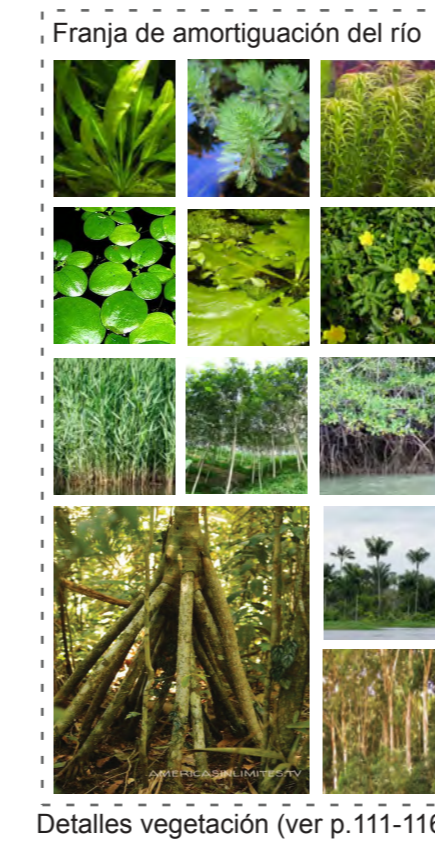 Franja de amortiguación del río
AMERICASINLIMITES.TV
Detalles vegetación (ver p.111-116